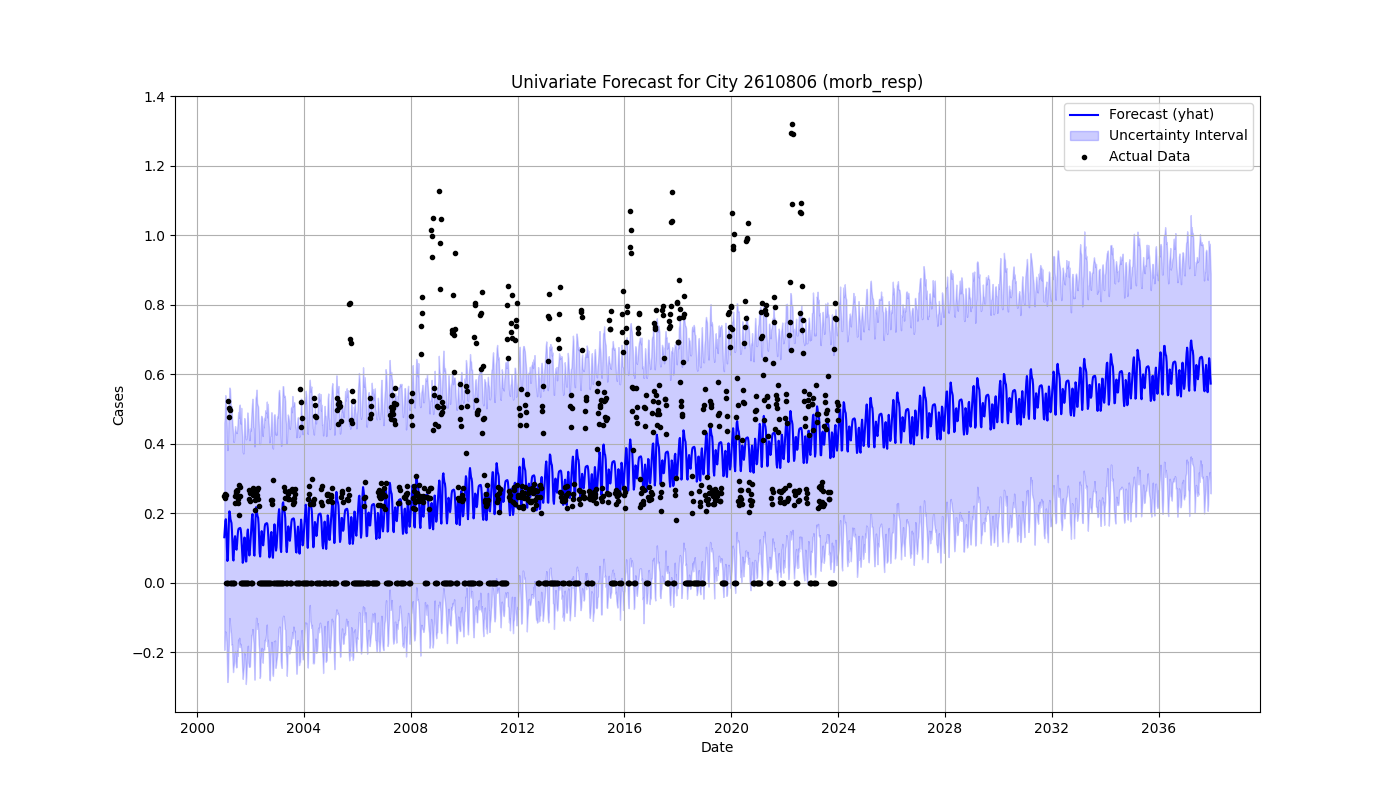 Univariate Forecast for City 2610806 (morb_resp)
1.4
1.2
1.0
0.8
0.6
0.4
0.2
0.0
−0.2
Cases
Forecast (yhat)
Uncertainty Interval
Actual Data
2000 2004 2008 2012 2016 2020 2024 2028 2032 2036
Date